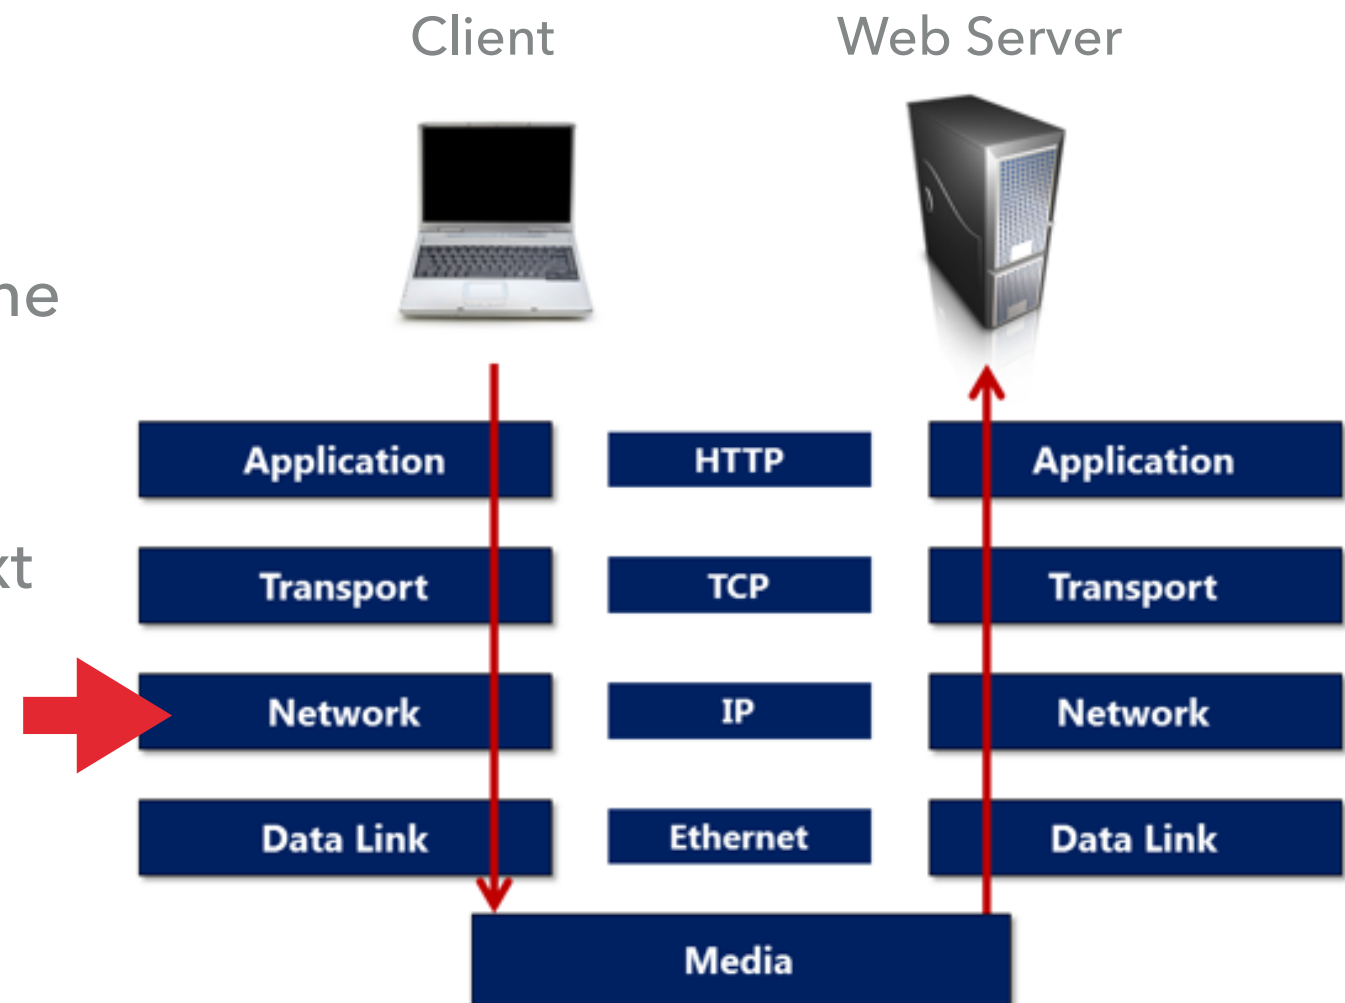 Client Web Server
ne
Application HTTP Application
xt
Transport TCP Transport
Network IP Network
Data Link Ethernet Data Link
Media